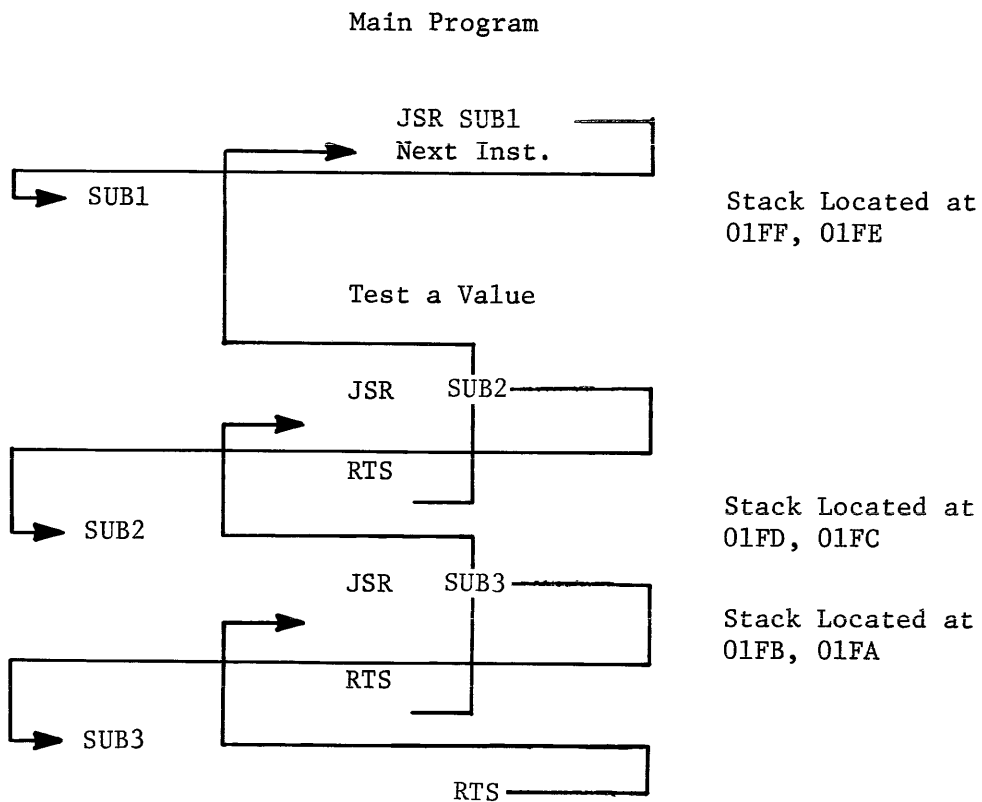 Main Program
JSR SUB1
Next Inst.
SUB1
Stack Located at
01FF, 01FE
Test a Value
JSR SUB2
RTS
SUB2
Stack Located at
01FD, 01FC
JSR SUB3
Stack Located at
01FB, 01FA
RTS
SUB3
RTS